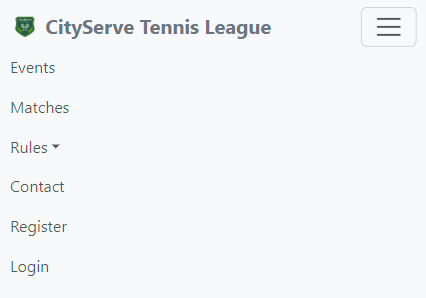 CityServe Tennis League
Events
Matches
Rules
Contact
Register
Login